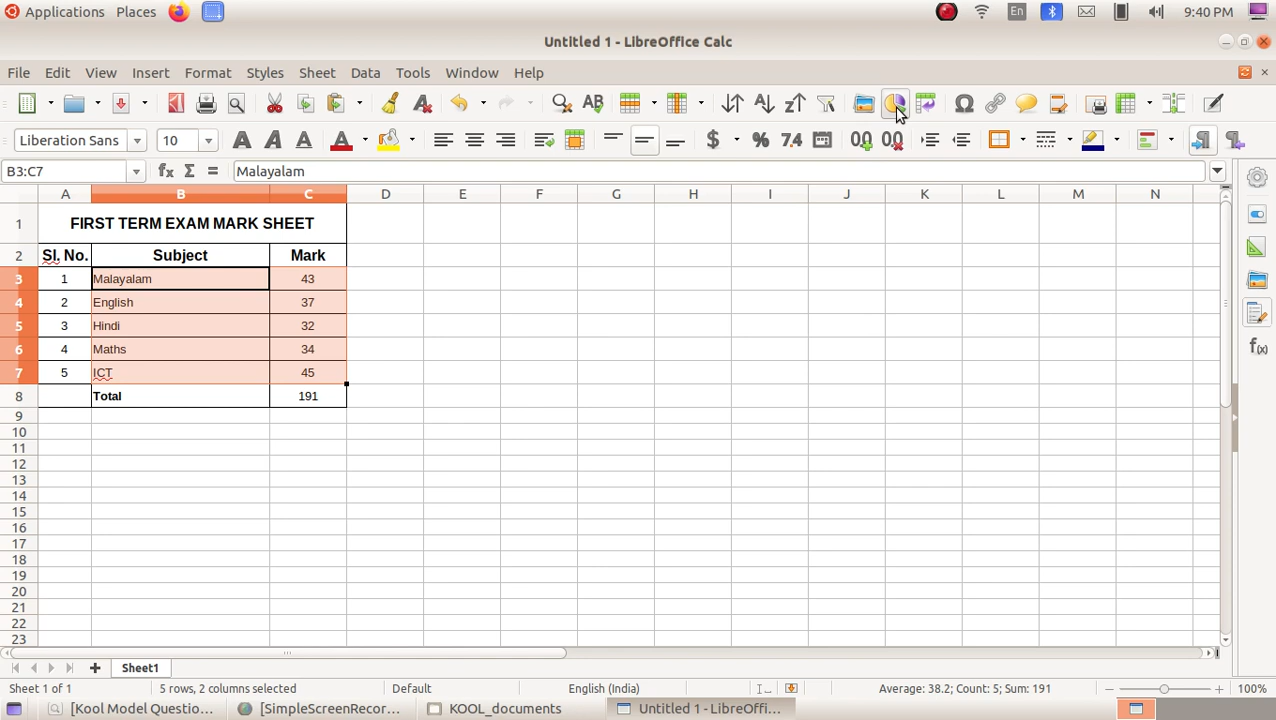 Applications Places En 9:40 PM
Untitled 1 - LibreOffice Calc
File Edit View Insert Format Styles Sheet Data Tools Window Help
Liberation Sans 10 A A A A $ % 7.4
B3:C7 fx Σ = Malayalam
A B C D E F G H I J K L M N
1 FIRST TERM EXAM MARK SHEET
2 Sl. No. Subject Mark
3 1 Malayalam 43
4 2 English 37
5 3 Hindi 32
6 4 Maths 34
7 5 ICT 45
8 Total 191
9
10
11
12
13
14
15
16
17
18
19
20
21
22
23
Sheet1
Sheet 1 of 1 5 rows, 2 columns selected Default English (India) Average: 38.2; Count: 5; Sum: 191 100%
[Kool Model Questio... [SimpleScreenRecor... KOOL_documents Untitled 1 - LibreOffi...